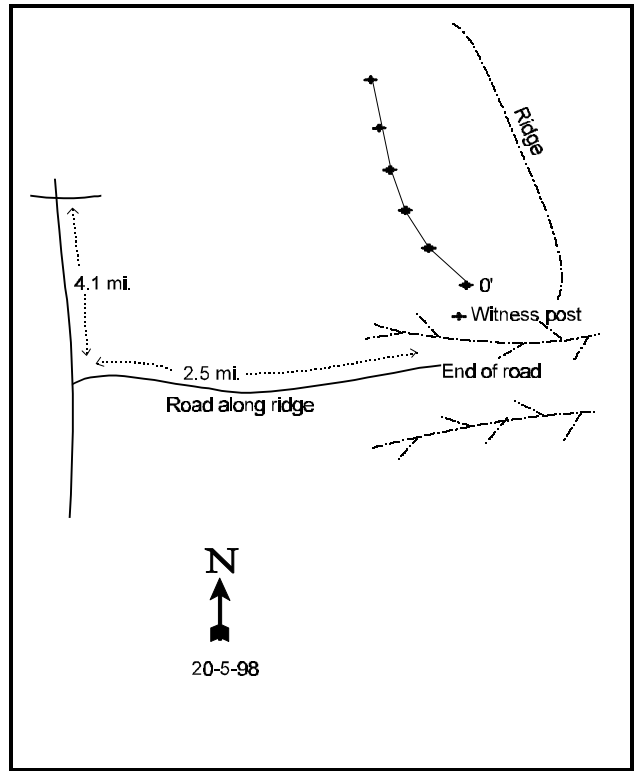 Ridge
4.1 mi.
0'
Witness post
2.5 mi.
End of road
Road along ridge
N
20-5-98